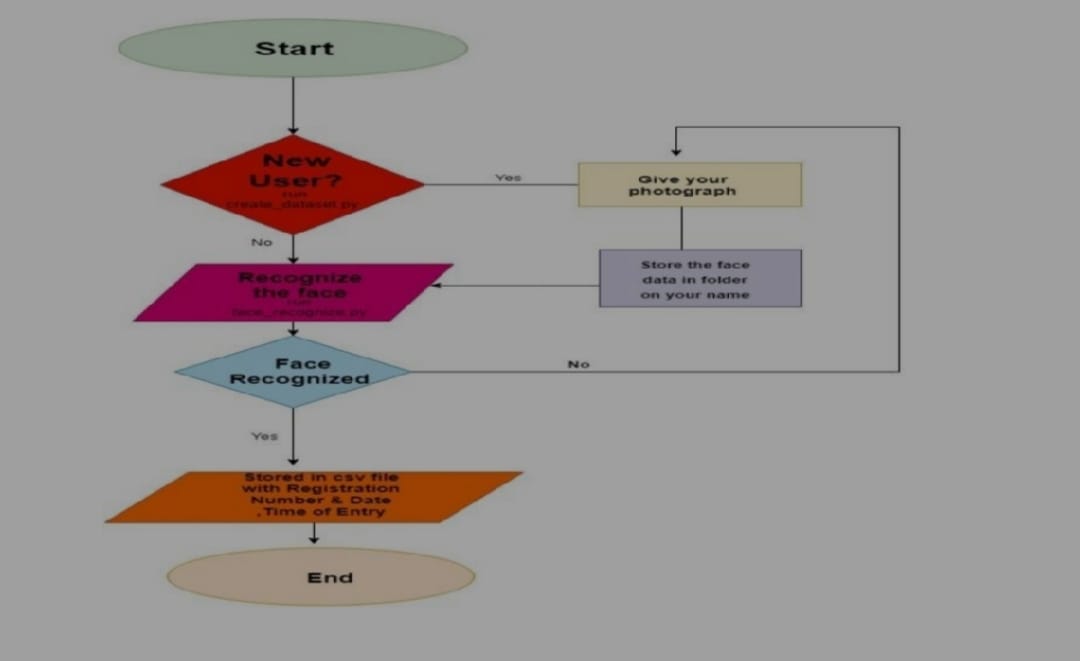 Start
New
User?
run
create_dataset.py
Yes
Give your
photograph
No
Recognize
the face
run
face_recognize.py
Store the face
data in folder
on your name
Face
Recognized
No
Yes
Stored in csv file
with Registration
Number & Date
,Time of Entry
End